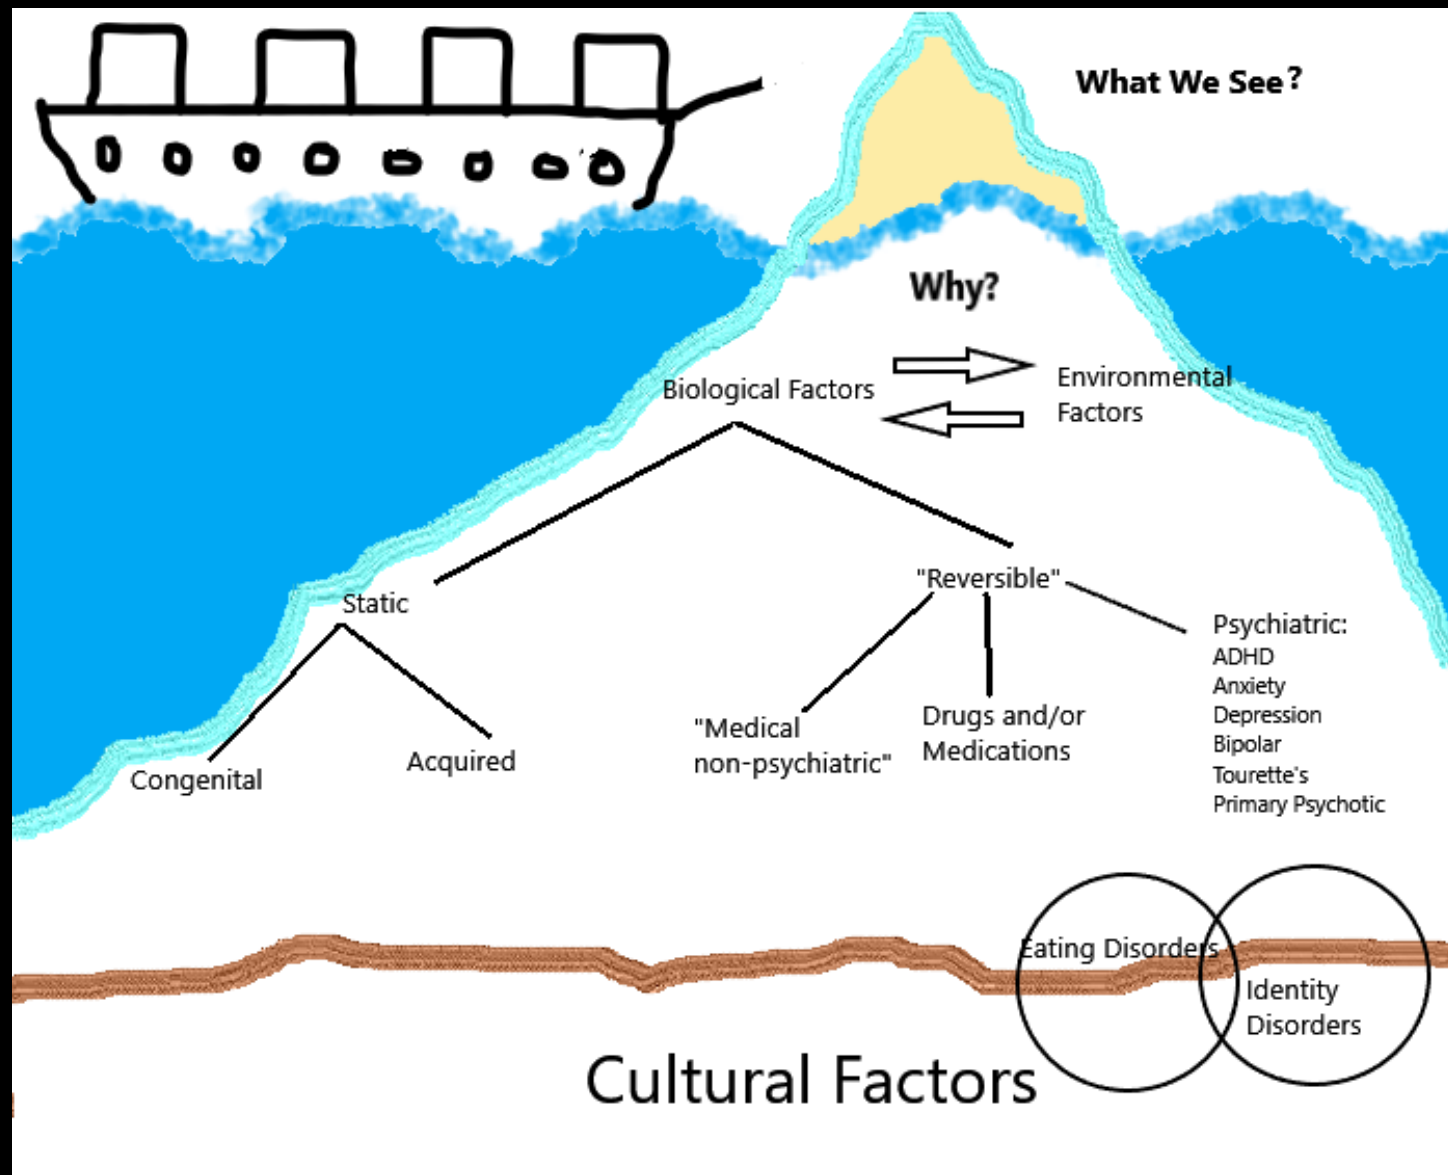 What We See?
Why?
Biological Factors
Environmental
Factors
Static
"Reversible"
Congenital
Acquired
"Medical
non-psychiatric"
Drugs and/or
Medications
Psychiatric:
ADHD
Anxiety
Depression
Bipolar
Tourette's
Primary Psychotic
Eating Disorders
Identity
Disorders
Cultural Factors